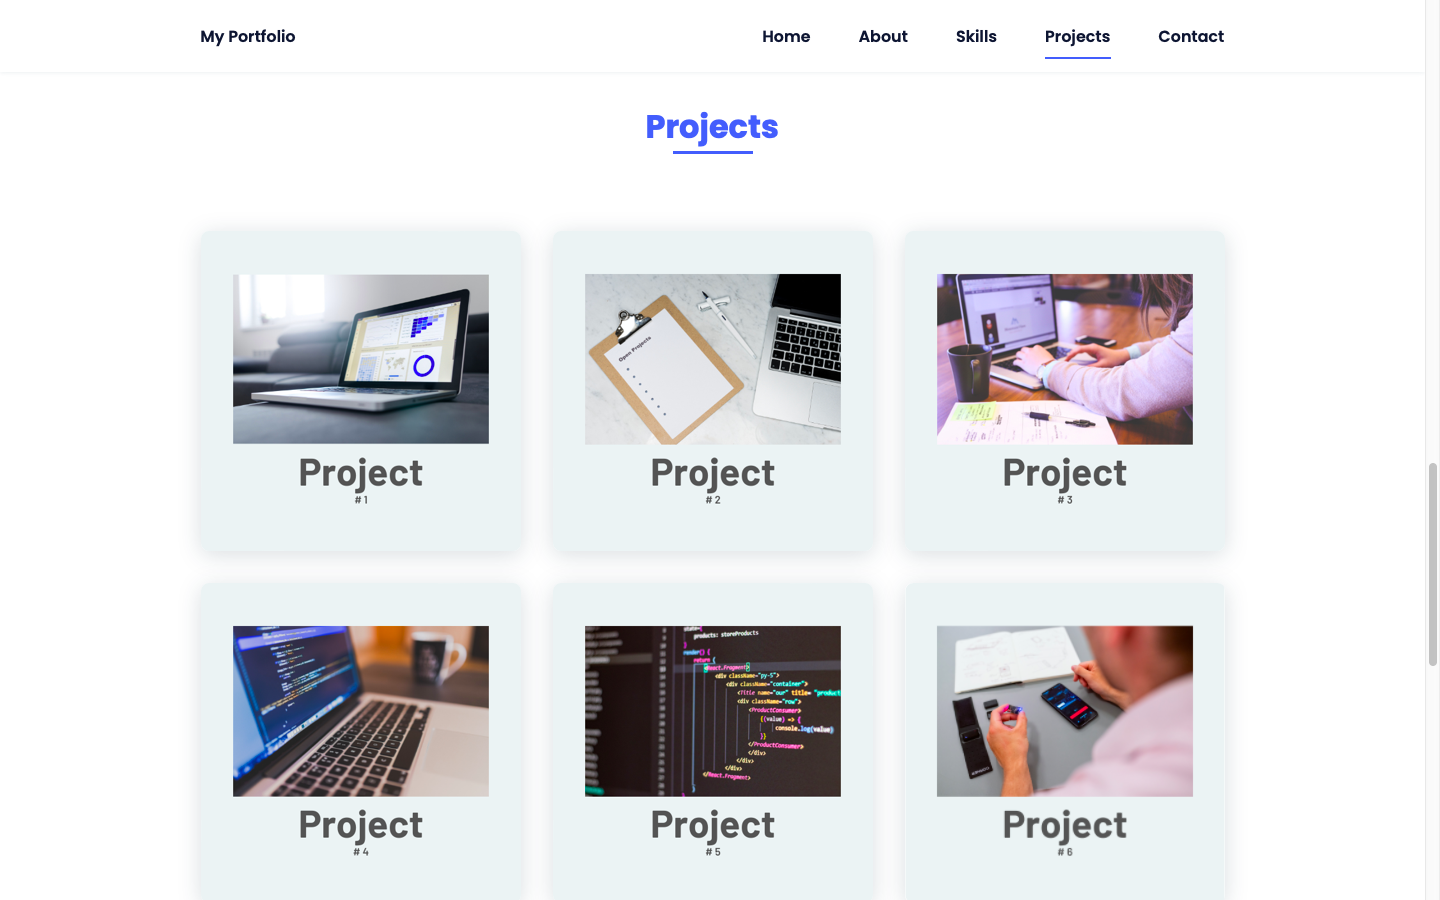 My Portfolio
Home
About
Skills
Projects
Contact
Projects
Open Projects
Project
# 1
Project
# 2
Project
# 3
state={
products: storeProducts
}
render() {
return (
<React.Fragment>
<div className="py-5">
<div className="container">
<Title name="our" title= "product
<div className="row">
<ProductConsumer>
{(value) => {
console.log(value)
}}
</ProductConsumer>
</div>
</div>
</div>
</React.Fragment>
Project
# 4
Project
# 5
Project
# 6